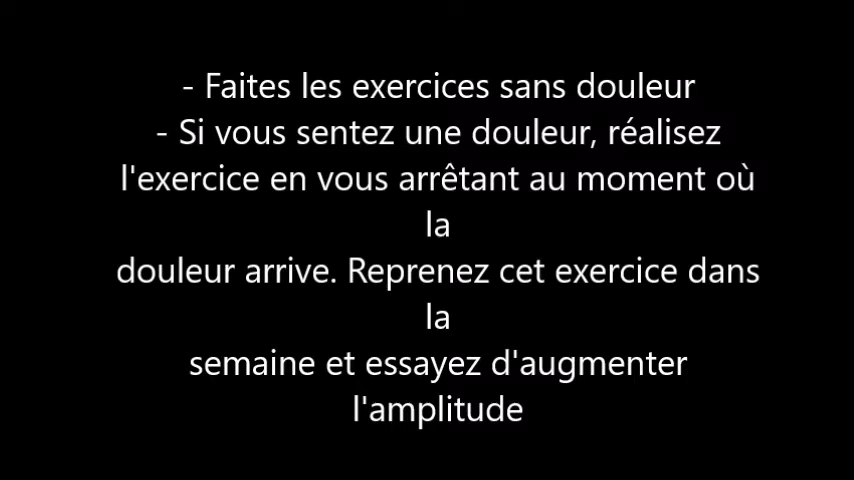 - Faites les exercices sans douleur
- Si vous sentez une douleur, réalisez
l'exercice en vous arrêtant au moment où
la
douleur arrive. Reprenez cet exercice dans
la
semaine et essayez d'augmenter
l'amplitude